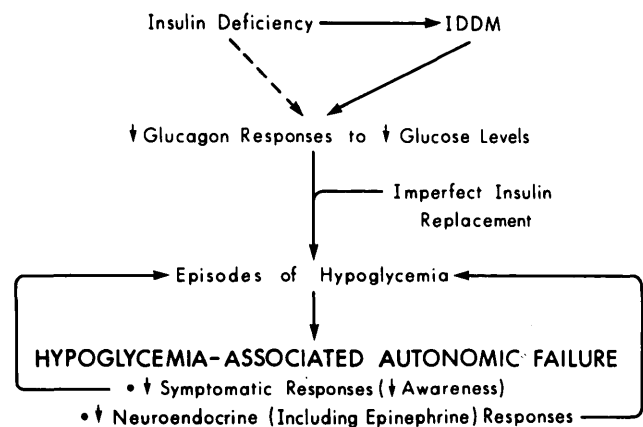 Insulin Deficiency IDDM
↓ Glucagon Responses to ↓ Glucose Levels
Imperfect Insulin
Replacement
Episodes of Hypoglycemia
HYPOGLYCEMIA-ASSOCIATED AUTONOMIC FAILURE
• ↓ Symptomatic Responses (↓ Awareness)
• ↓ Neuroendocrine (Including Epinephrine) Responses